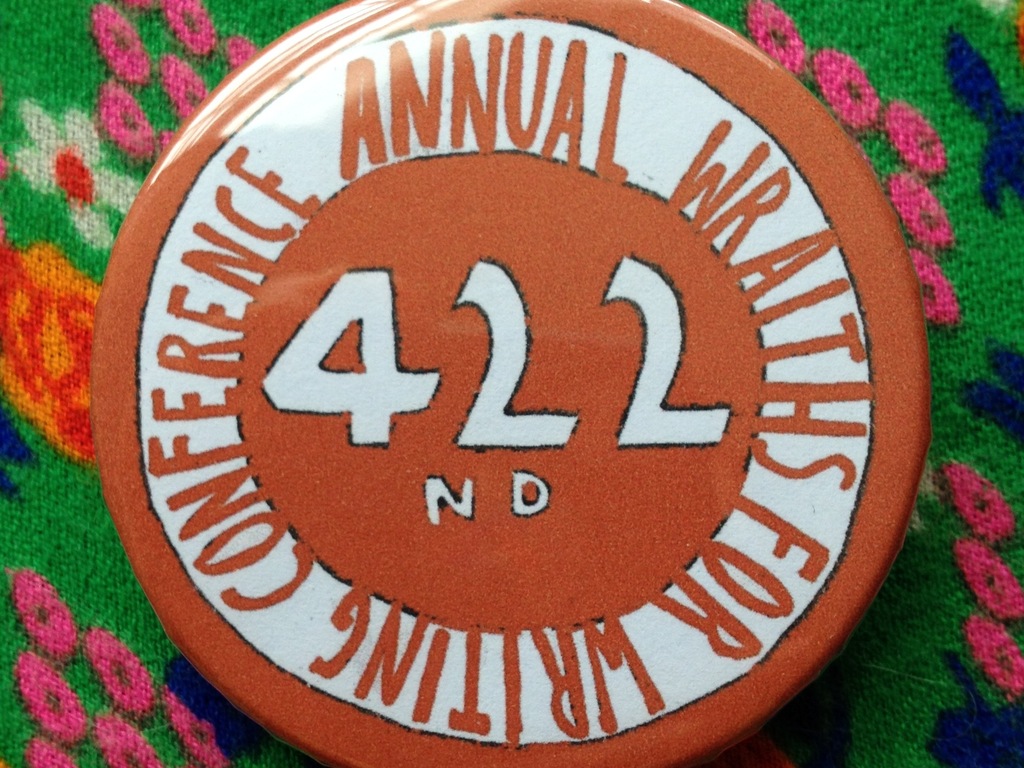 ANNUAL WRAITHS FOR WRITING CONFERENCE
422
ND